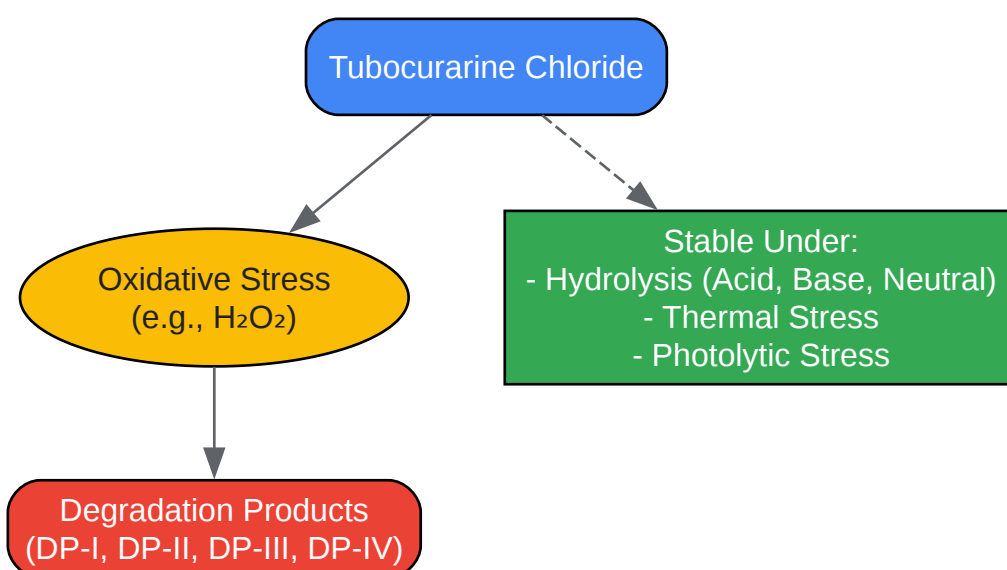 Tubocurarine Chloride
Oxidative Stress
(e.g., H₂O₂)
Stable Under:
- Hydrolysis (Acid, Base, Neutral)
- Thermal Stress
- Photolytic Stress
Degradation Products
(DP-I, DP-II, DP-III, DP-IV)